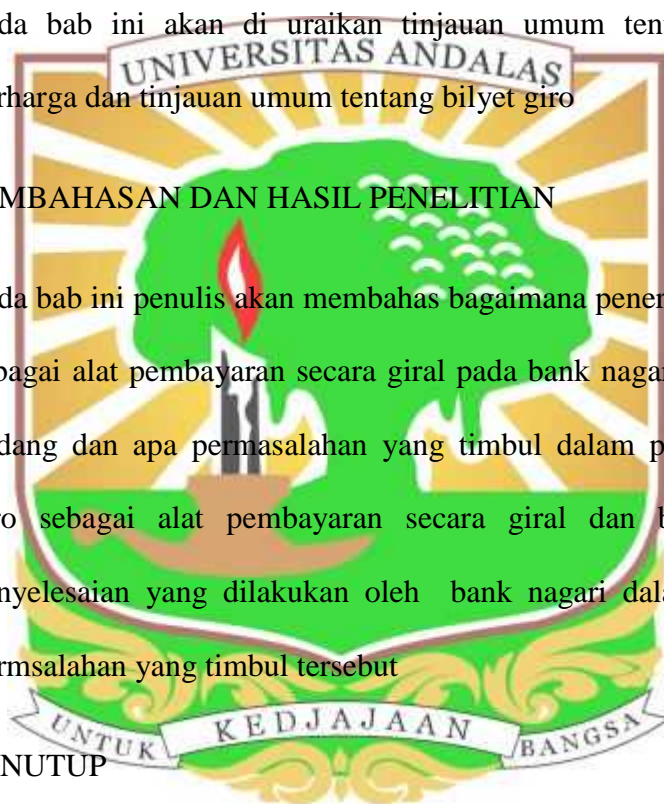 da bab ini akan di uraikan tinjauan umum ten
UNIVERSITAS ANDALAS
rharga dan tinjauan umum tentang bilyet giro
MBAHASAN DAN HASIL PENELITIAN
da bab ini penulis akan membahas bagaimana pener
bagai alat pembayaran secara giral pada bank nagar
dang dan apa permasalahan yang timbul dalam p
ro sebagai alat pembayaran secara giral dan b
nyelesaian yang dilakukan oleh bank nagari dala
rmsalahan yang timbul tersebut
UNTUK KEDJAJAAN BANGSA
NUTUP